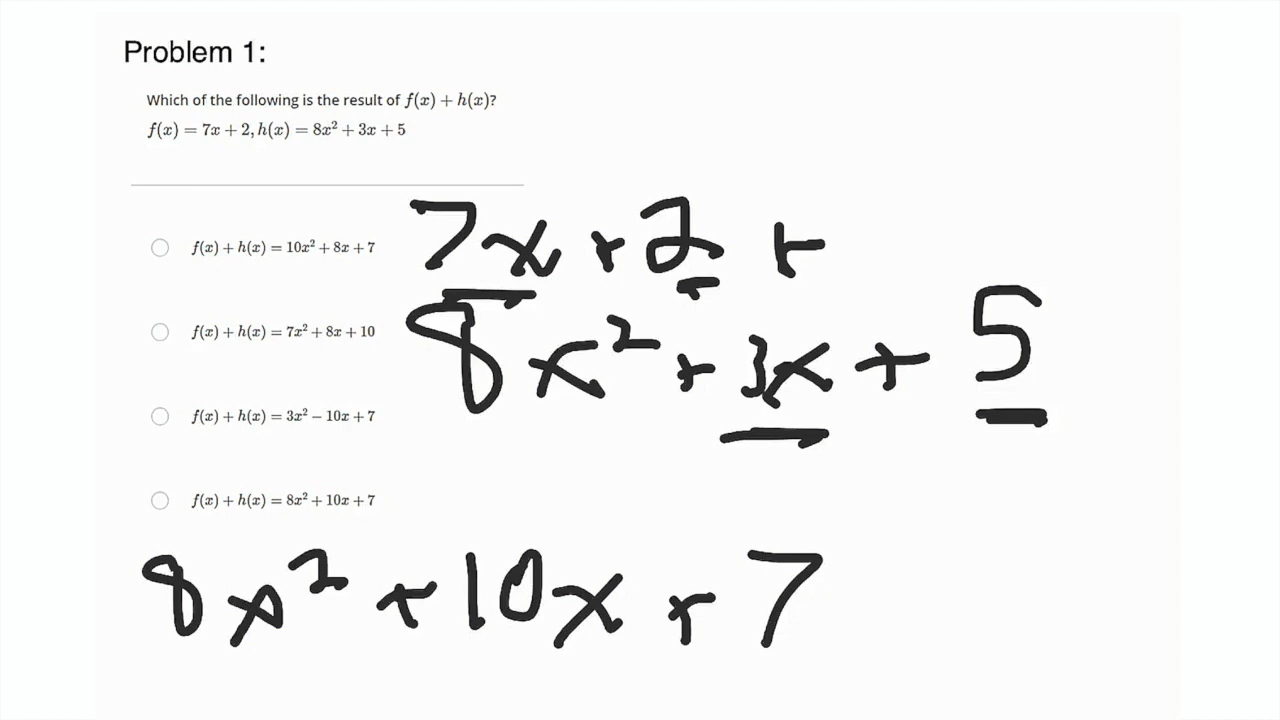 Problem 1:
Which of the following is the result of f(x) + h(x)?
f(x) = 7x + 2, h(x) = 8x² + 3x + 5
f(x) + h(x) = 10x² + 8x + 7
7x + 2 +
f(x) + h(x) = 7x² + 8x + 10
8x² + 3x + 5
f(x) + h(x) = 3x² − 10x + 7
f(x) + h(x) = 8x² + 10x + 7
8x² + 10x + 7